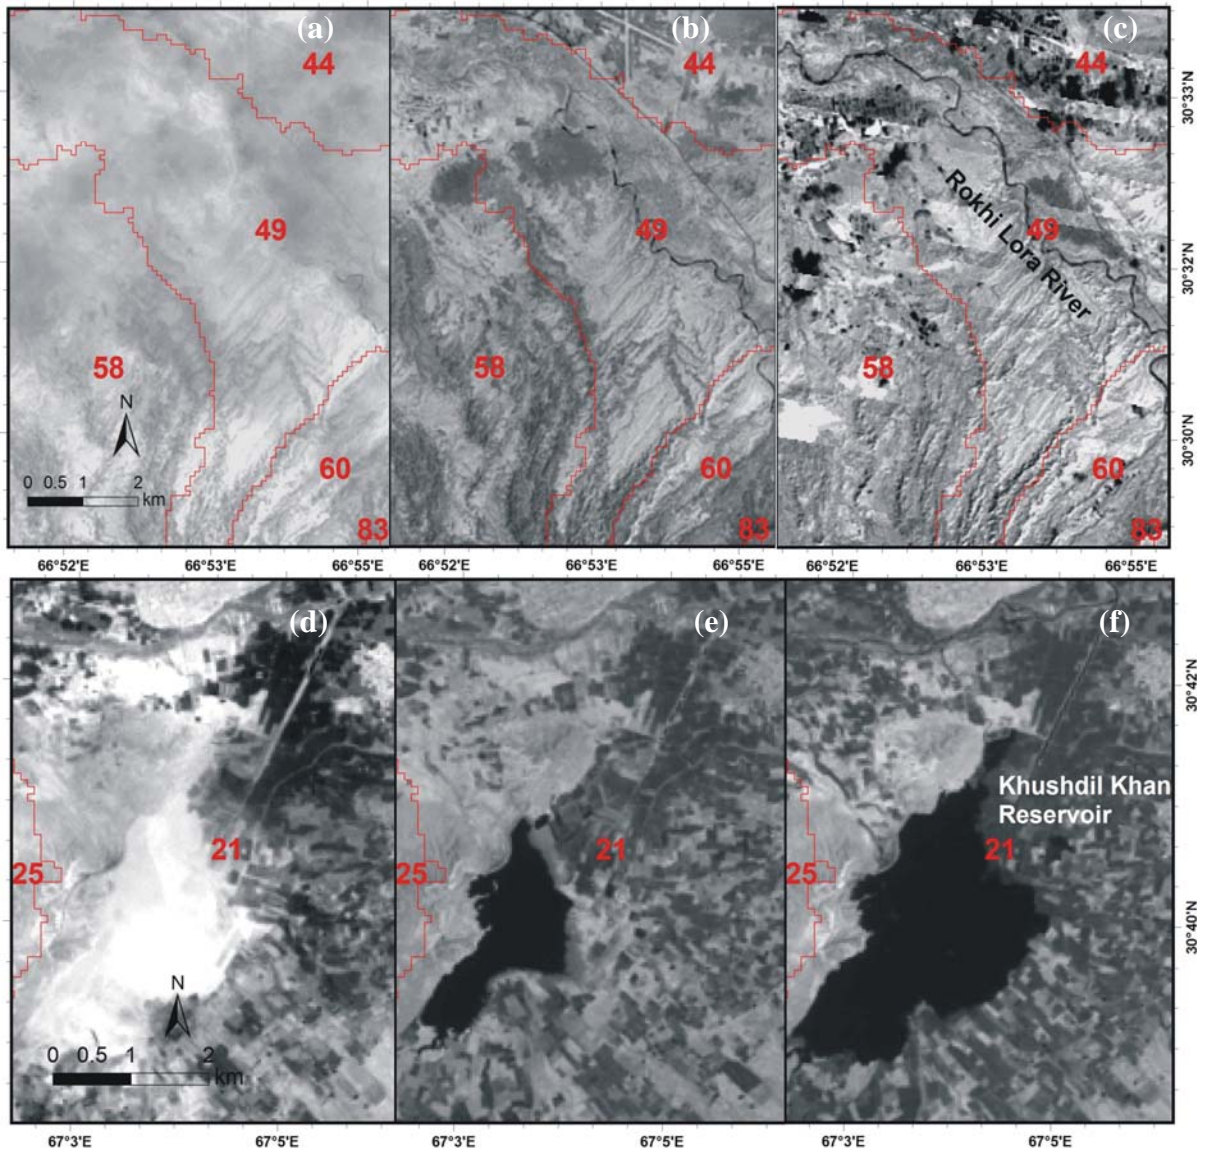 (a)
44
49
58
N
0 0.5 1 2
km
60
83
(b)
44
49
58
60
83
(c)
44
Rokhi Lora River
49
58
60
83
30°33'N
30°32'N
30°30'N
66°52'E 66°53'E 66°55'E
66°52'E 66°53'E 66°55'E
66°52'E 66°53'E 66°55'E
(d)
21
25
N
0 0.5 1 2
km
(e)
21
25
(f)
Khushdil Khan
Reservoir
21
25
30°42'N
30°40'N
67°3'E 67°5'E
67°3'E 67°5'E
67°3'E 67°5'E